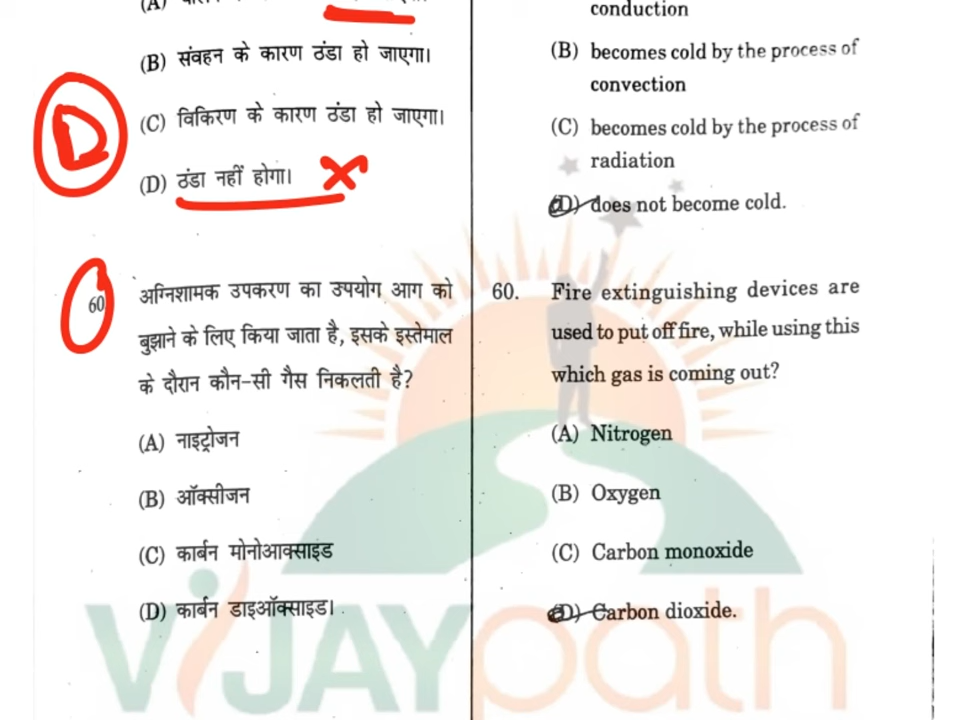 (B) संवहन के कारण ठंडा हो जाएगा।
(C) विकिरण के कारण ठंडा हो जाएगा।
D
(D) ठंडा नहीं होगा।
60
अग्निशामक उपकरण का उपयोग आग को
बुझाने के लिए किया जाता है, इसके इस्तेमाल
के दौरान कौन-सी गैस निकलती है?
(A) नाइट्रोजन
(B) ऑक्सीजन
(C) कार्बन मोनोआक्साइड
(D) कार्बन डाइऑक्साइड।
conduction
(B) becomes cold by the process of
convection
(C) becomes cold by the process of
radiation
(D) does not become cold.
60. Fire extinguishing devices are
used to put off fire, while using this
which gas is coming out?
(A) Nitrogen
(B) Oxygen
(C) Carbon monoxide
(D) Carbon dioxide.
VIJAYpath